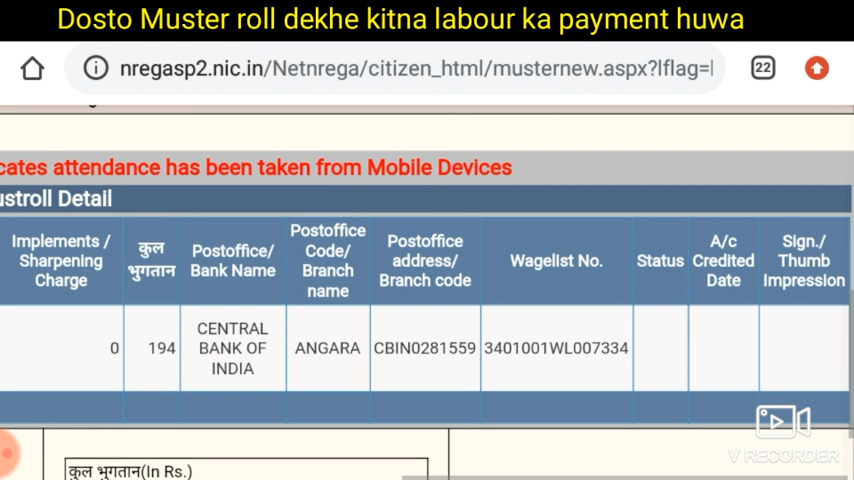 Dosto Muster roll dekhe kitna labour ka payment huwa
nregasp2.nic.in/Netnrega/citizen_html/musternew.aspx?lflag=
22
cates attendance has been taken from Mobile Devices
ustroll Detail
Implements /
Sharpening
Charge
कुल
भुगतान
Postoffice/
Bank Name
Postoffice
Code/
Branch
name
Postoffice
address/
Branch code
Wagelist No.
Status
A/c
Credited
Date
Sign./
Thumb
Impression
0
194
CENTRAL
BANK OF
INDIA
ANGARA
CBIN0281559
3401001WL007334
कुल भुगतान(In Rs.)
V RECORDER